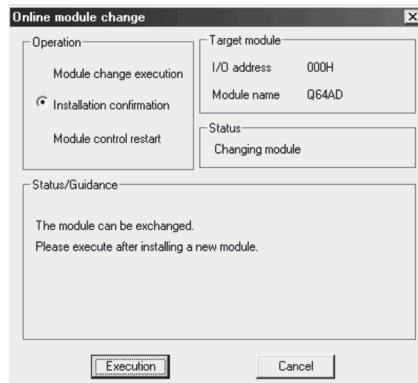 Online module change
Operation
Module change execution
Installation confirmation
Module control restart
Target module
I/O address 000H
Module name Q64AD
Status
Changing module
Status/Guidance
The module can be exchanged.
Please execute after installing a new module.
Execution
Cancel